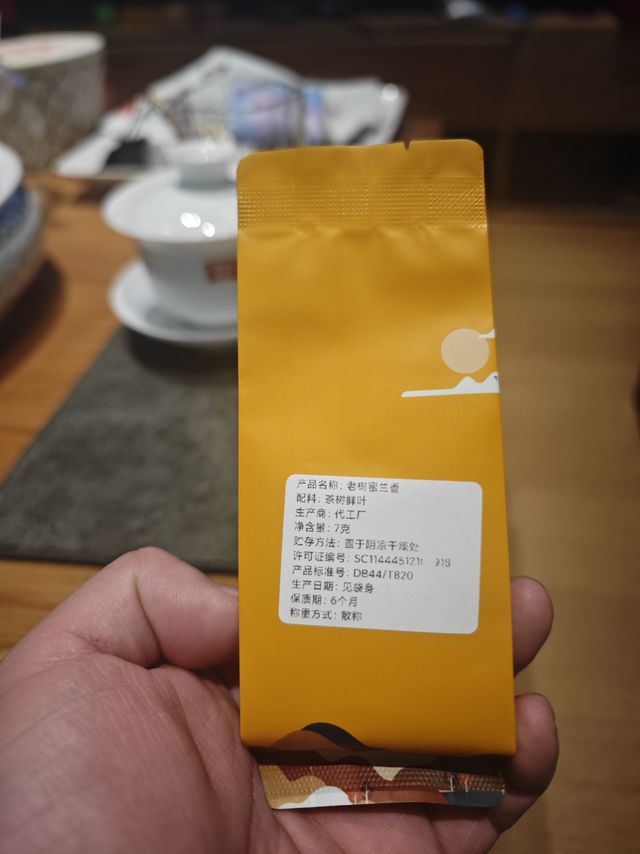 产品名称：老树蜜兰香
配料：茶树鲜叶
生产商：代工厂
净含量：7克
贮存方法：置于阴凉干燥处
许可证编号：SC1144451210 918
产品标准号：DB44/T820
生产日期：见袋身
保质期：6个月
称重方式：散称